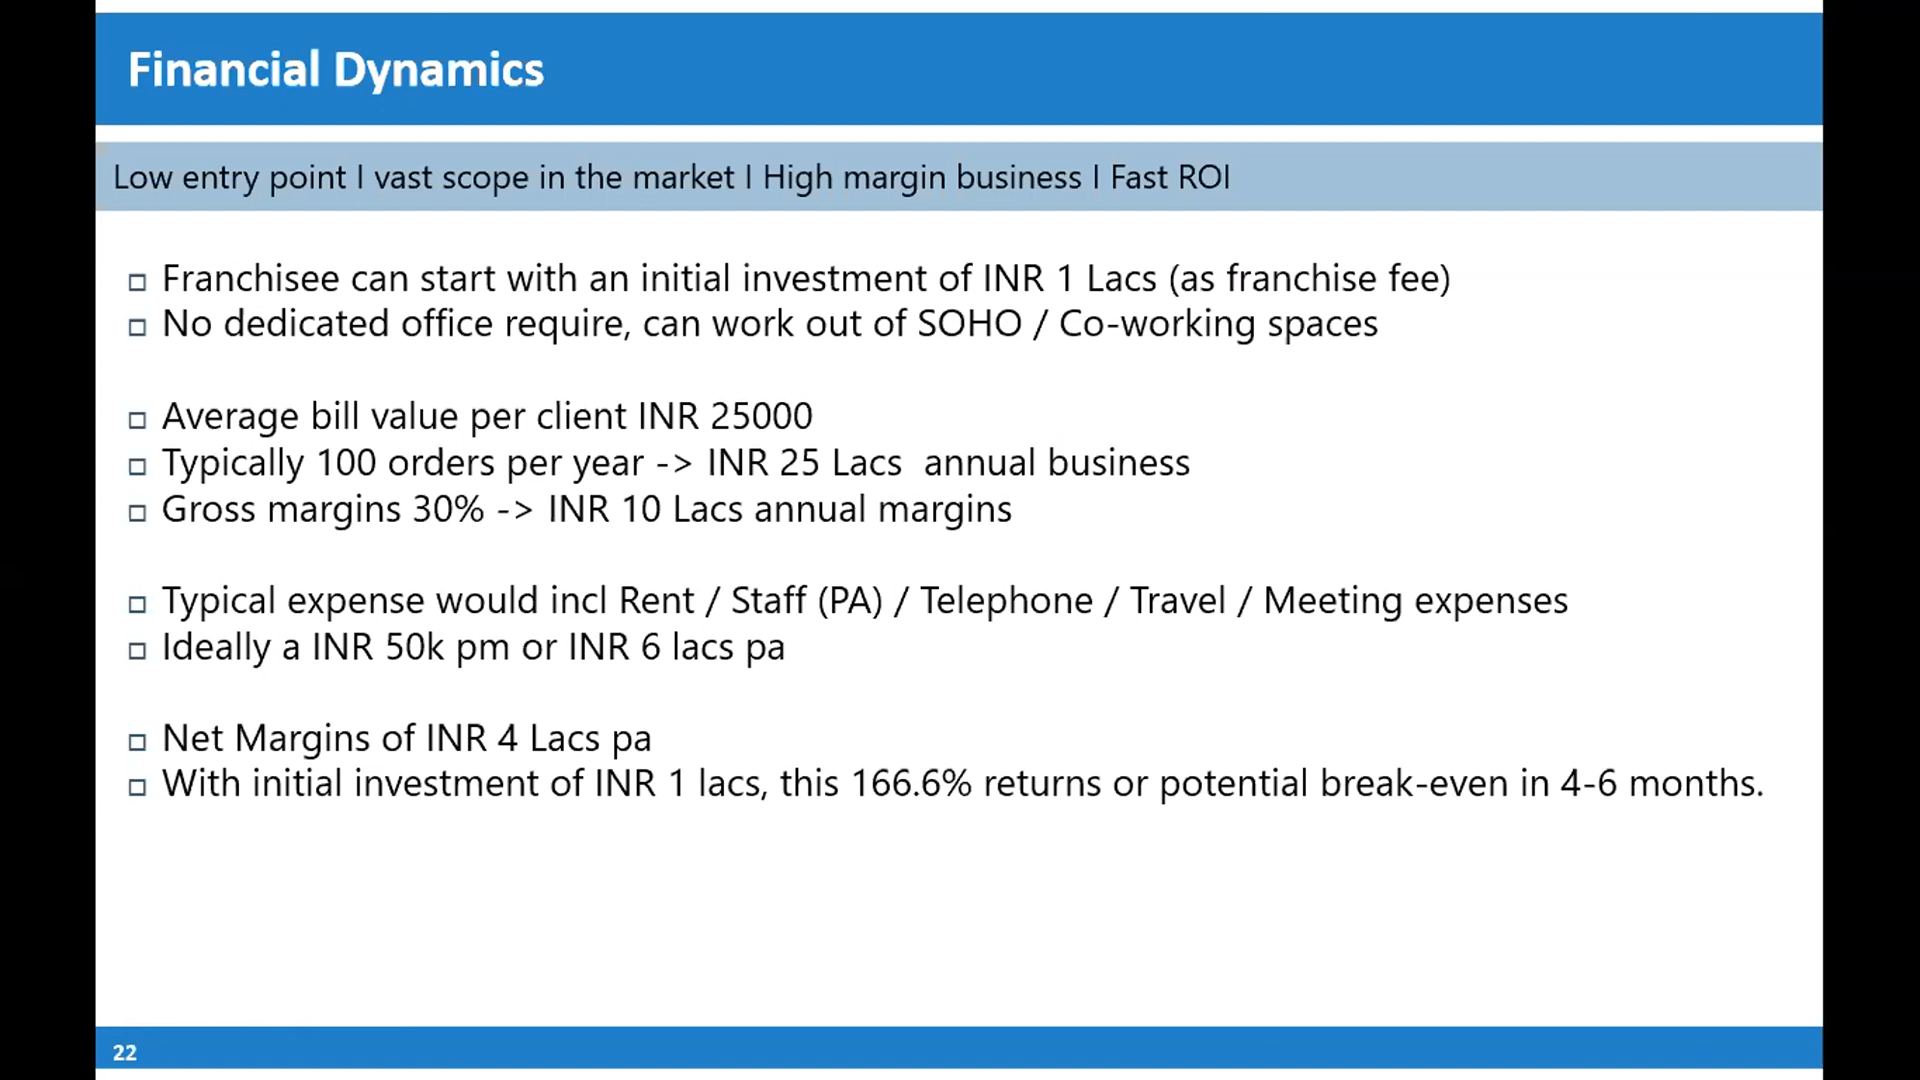 Financial Dynamics
Low entry point I vast scope in the market I High margin business I Fast ROI
Franchisee can start with an initial investment of INR 1 Lacs (as franchise fee)
No dedicated office require, can work out of SOHO / Co-working spaces
Average bill value per client INR 25000
Typically 100 orders per year -> INR 25 Lacs annual business
Gross margins 30% -> INR 10 Lacs annual margins
Typical expense would incl Rent / Staff (PA) / Telephone / Travel / Meeting expenses
Ideally a INR 50k pm or INR 6 lacs pa
Net Margins of INR 4 Lacs pa
With initial investment of INR 1 lacs, this 166.6% returns or potential break-even in 4-6 months.
22